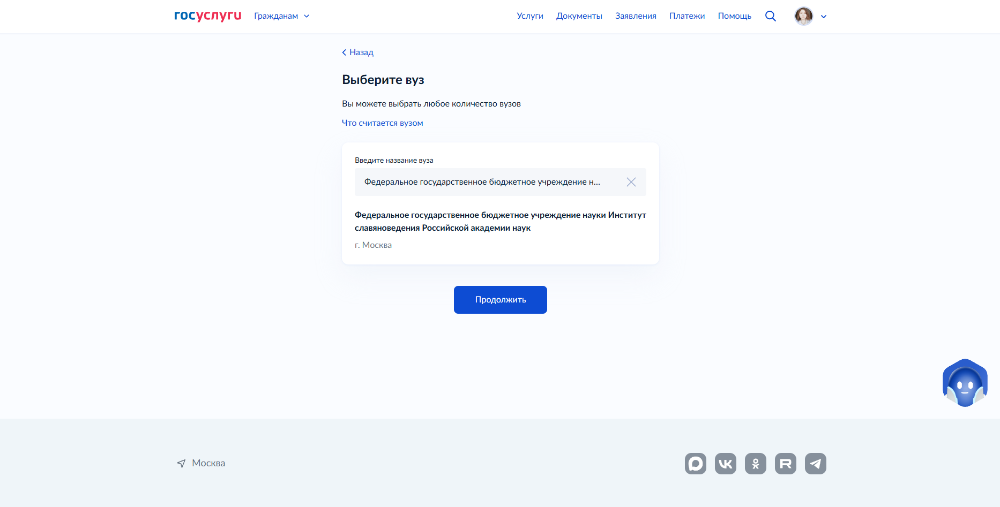 госуслуги
Гражданам
Услуги
Документы
Заявления
Платежи
Помощь
Назад
Выберите вуз
Вы можете выбрать любое количество вузов
Что считается вузом
Введите название вуза
Федеральное государственное бюджетное учреждение н...
Федеральное государственное бюджетное учреждение науки Институт
славяноведения Российской академии наук
г. Москва
Продолжить
Москва